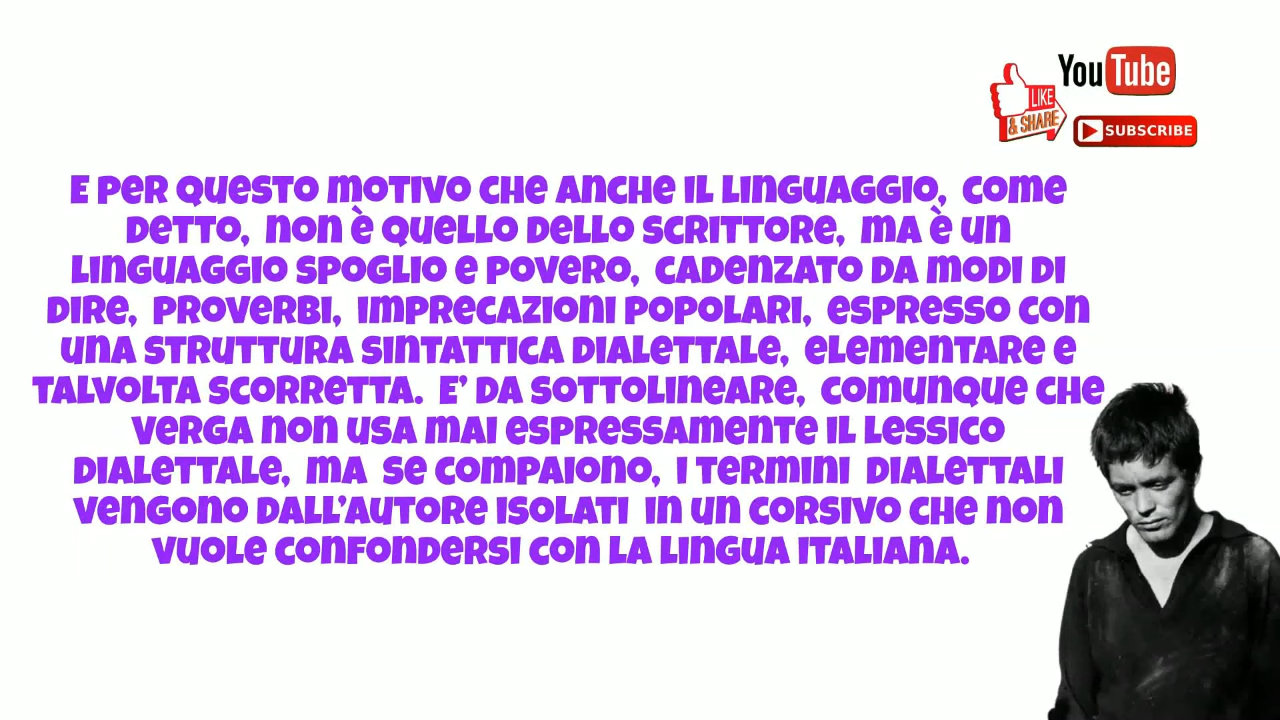 YouTube
LIKE
& SHARE
SUBSCRIBE
E per questo motivo che anche il linguaggio, come
detto, non è quello dello scrittore, ma è un
linguaggio spoglio e povero, cadenzato da modi di
dire, proverbi, imprecazioni popolari, espresso con
una struttura sintattica dialettale, elementare e
talvolta scorretta. E' da sottolineare, comunque che
Verga non usa mai espressamente il lessico
dialettale, ma se compaiono, i termini dialettali
vengono dall'autore isolati in un corsivo che non
vuole confondersi con la lingua italiana.